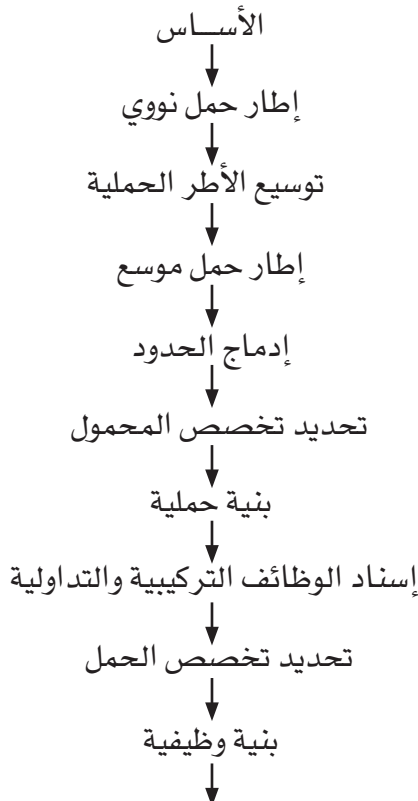 الأســاس
إطار حمل نووي
توسيع الأطر الحملية
إطار حمل موسع
إدماج الحدود
تحديد تخصص المحمول
بنية حملية
إسناد الوظائف التركيبية والتداولية
تحديد تخصص الحمل
بنية وظيفية